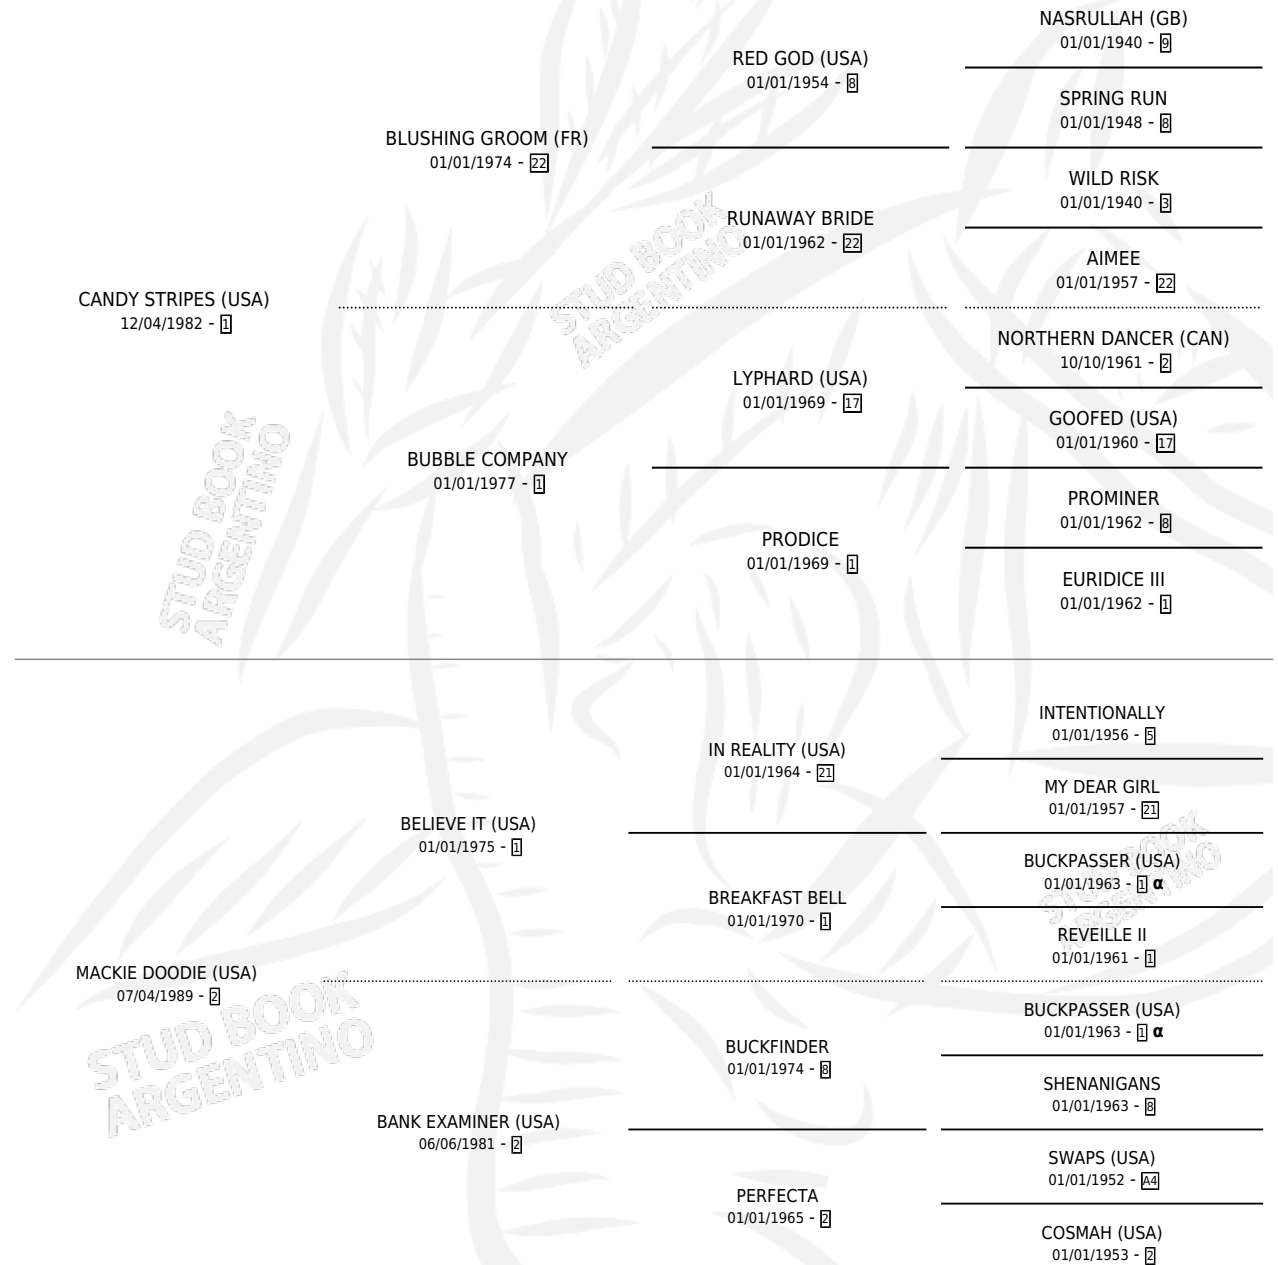 NASRULLAH (GB)
01/01/1940 - 9
RED GOD (USA)
01/01/1954 - 8
SPRING RUN
01/01/1948 - 8
BLUSHING GROOM (FR)
01/01/1974 - 22
WILD RISK
01/01/1940 - 3
RUNAWAY BRIDE
01/01/1962 - 22
AIMEE
01/01/1957 - 22
CANDY STRIPES (USA)
12/04/1982 - 1
NORTHERN DANCER (CAN)
10/10/1961 - 2
LYPHARD (USA)
01/01/1969 - 17
GOOFED (USA)
01/01/1960 - 17
BUBBLE COMPANY
01/01/1977 - 1
PROMINER
01/01/1962 - 8
PRODICE
01/01/1969 - 1
EURIDICE III
01/01/1962 - 1
INTENTIONALLY
01/01/1956 - 5
IN REALITY (USA)
01/01/1964 - 21
MY DEAR GIRL
01/01/1957 - 21
BELIEVE IT (USA)
01/01/1975 - 1
BUCKPASSER (USA)
01/01/1963 - 1 α
BREAKFAST BELL
01/01/1970 - 1
REVEILLE II
01/01/1961 - 1
MACKIE DOODIE (USA)
07/04/1989 - 2
BUCKPASSER (USA)
01/01/1963 - 1 α
BUCKFINDER
01/01/1974 - 8
SHENANIGANS
01/01/1963 - 8
BANK EXAMINER (USA)
06/06/1981 - 2
SWAPS (USA)
01/01/1952 - A4
PERFECTA
01/01/1965 - 2
COSMAH (USA)
01/01/1953 - 2
STUD BOOK
ARGENTINO
STUD BOOK
ARGENTINO
STUD BOOK
ARGENTINO
STUD BOOK
ARGENTINO